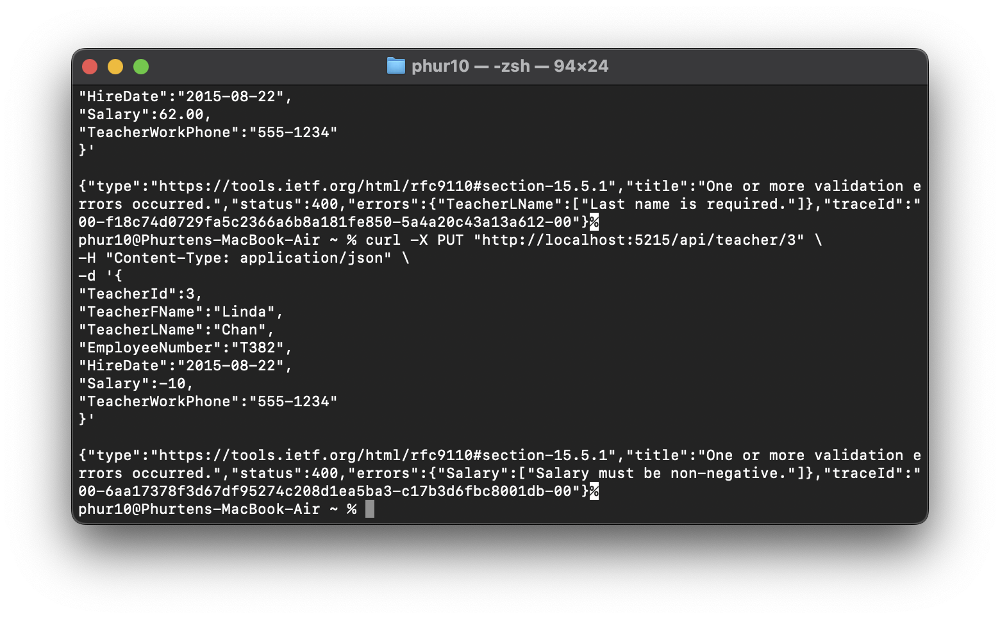 phur10 — -zsh — 94×24
"HireDate":"2015-08-22",
"Salary":62.00,
"TeacherWorkPhone":"555-1234"
}'
{"type":"https://tools.ietf.org/html/rfc9110#section-15.5.1","title":"One or more validation e
rrors occurred.","status":400,"errors":{"TeacherLName":["Last name is required."]},"traceId":"
00-f18c74d0729fa5c2366a6b8a181fe850-5a4a20c43a13a612-00"}%
phur10@Phurtens-MacBook-Air ~ % curl -X PUT "http://localhost:5215/api/teacher/3" \
-H "Content-Type: application/json" \
-d '{
"TeacherId":3,
"TeacherFName":"Linda",
"TeacherLName":"Chan",
"EmployeeNumber":"T382",
"HireDate":"2015-08-22",
"Salary":-10,
"TeacherWorkPhone":"555-1234"
}'
{"type":"https://tools.ietf.org/html/rfc9110#section-15.5.1","title":"One or more validation e
rrors occurred.","status":400,"errors":{"Salary":["Salary must be non-negative."]},"traceId":"
00-6aa17378f3d67df95274c208d1ea5ba3-c17b3d6fbc8001db-00"}%
phur10@Phurtens-MacBook-Air ~ %